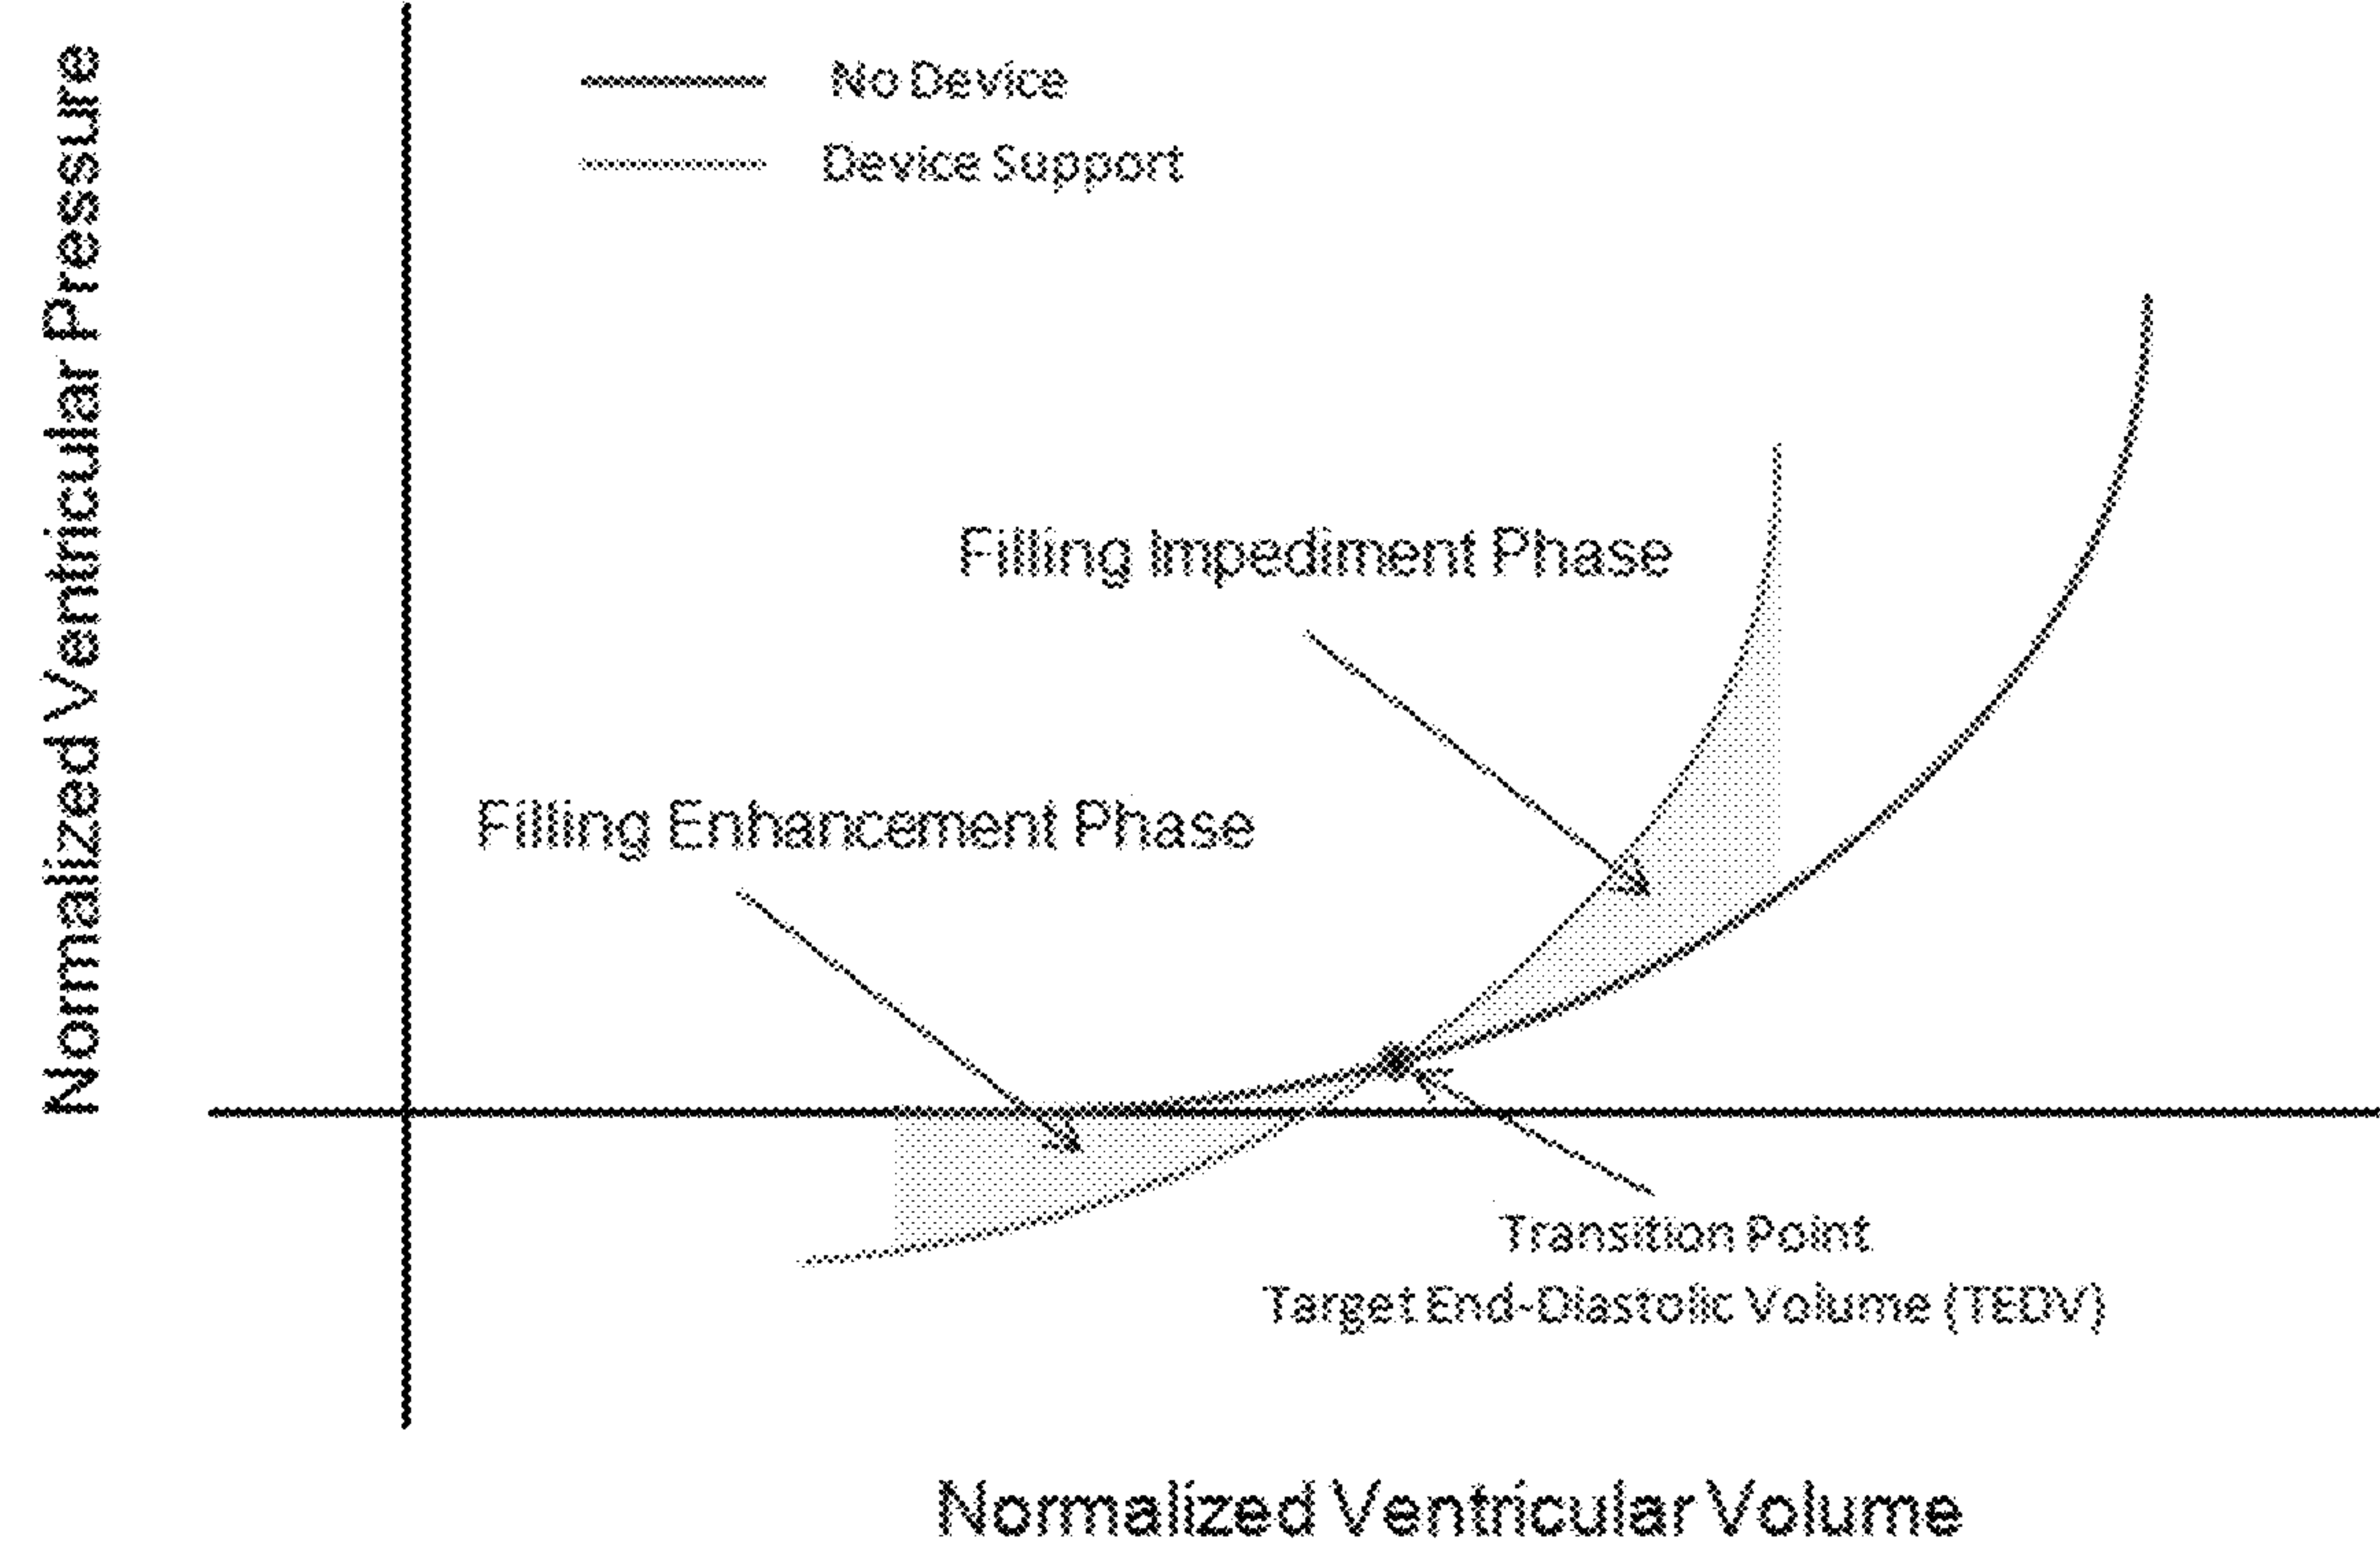 Normalized Ventricular Pressure
No Device
Device Support
Filling Impediment Phase
Filling Enhancement Phase
Transition Point
Target End-Diastolic Volume (TEDV)
Normalized Ventricular Volume